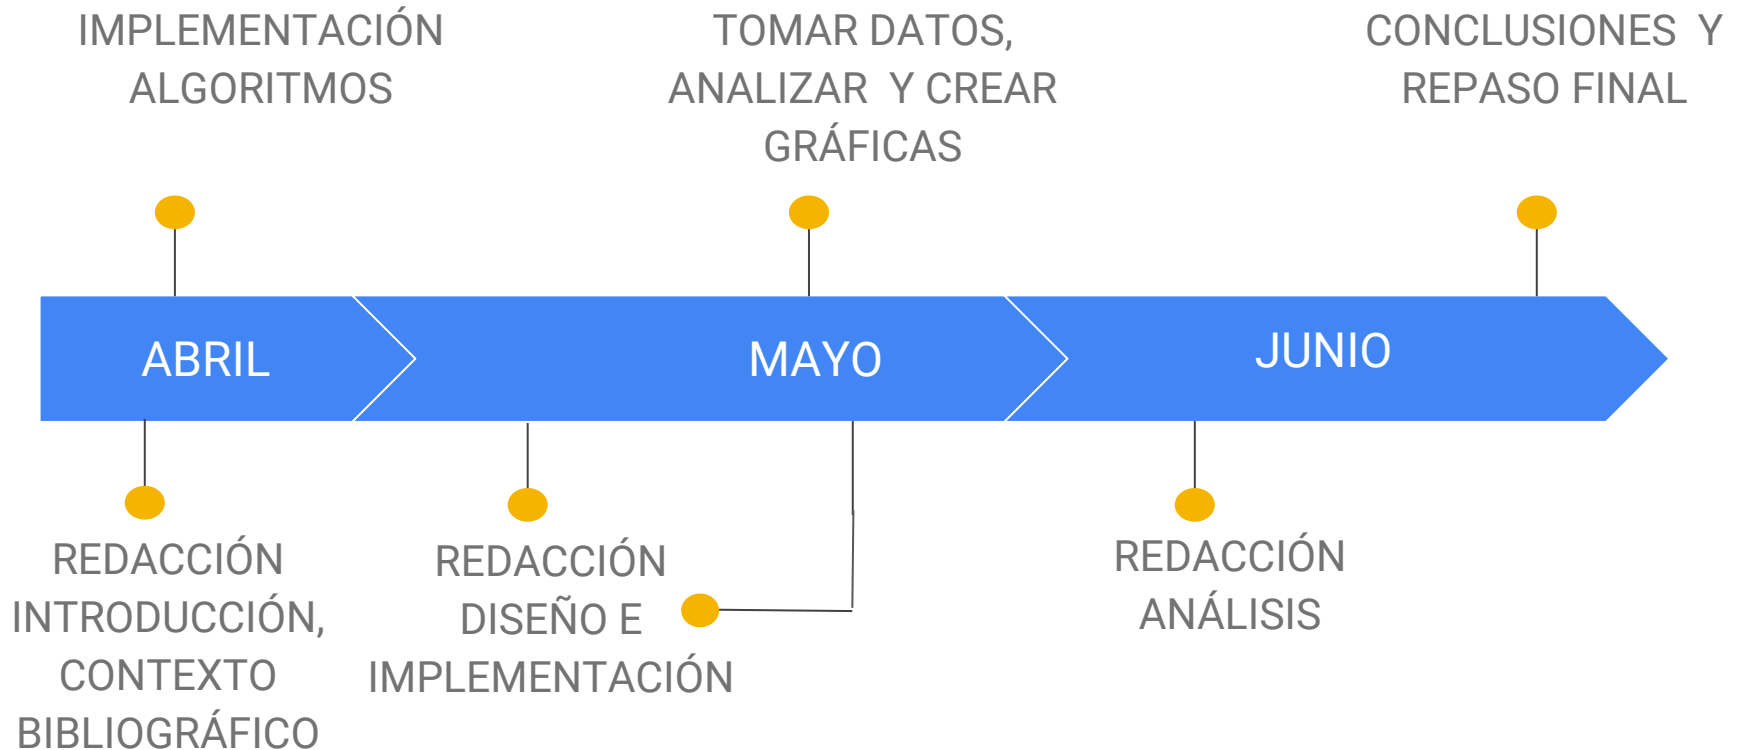 IMPLEMENTACIÓN
ALGORITMOS
TOMAR DATOS,
ANALIZAR Y CREAR
GRÁFICAS
CONCLUSIONES Y
REPASO FINAL
ABRIL
MAYO
JUNIO
REDACCIÓN
INTRODUCCIÓN,
CONTEXTO
BIBLIOGRÁFICO
REDACCIÓN
DISEÑO E
IMPLEMENTACIÓN
REDACCIÓN
ANÁLISIS